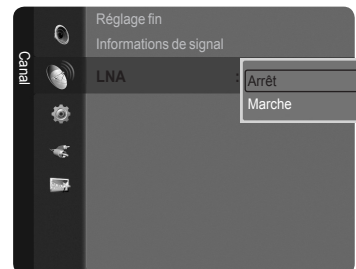 Canal
Réglage fin
Informations de signal
LNA : Arrêt
Marche